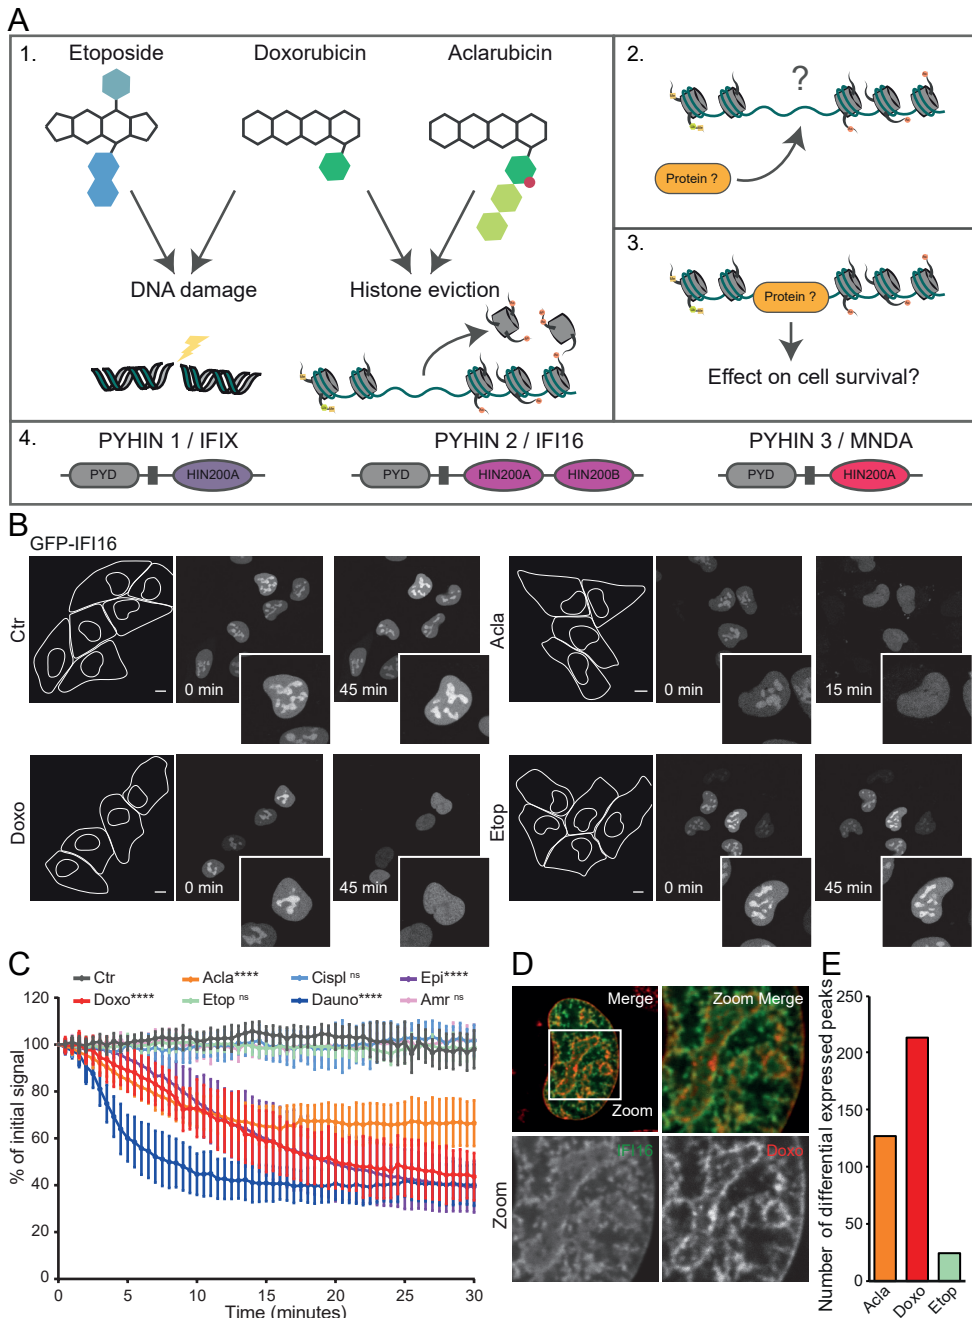 A
1.
Etoposide
Doxorubicin
Aclarubicin
DNA damage
Histone eviction
2.
?
Protein ?
3.
Protein ?
Effect on cell survival?
4.
PYHIN 1 / IFIX
PYHIN 2 / IFI16
PYHIN 3 / MNDA
PYD HIN200A
PYD HIN200A HIN200B
PYD HIN200A
B
GFP-IFI16
Ctr
0 min
45 min
Acla
0 min
15 min
Doxo
0 min
45 min
Etop
0 min
45 min
C
Ctr Acla**** Cispl ns Epi****
Doxo**** Etop ns Dauno**** Amr ns
% of initial signal
120
100
80
60
40
20
0
0 5 10 15 20 25 30
Time (minutes)
D
Merge
Zoom
Zoom Merge
Zoom
IFI16
Doxo
E
Number of differential expressed peaks
250
200
150
100
50
0
Acla
Doxo
Etop